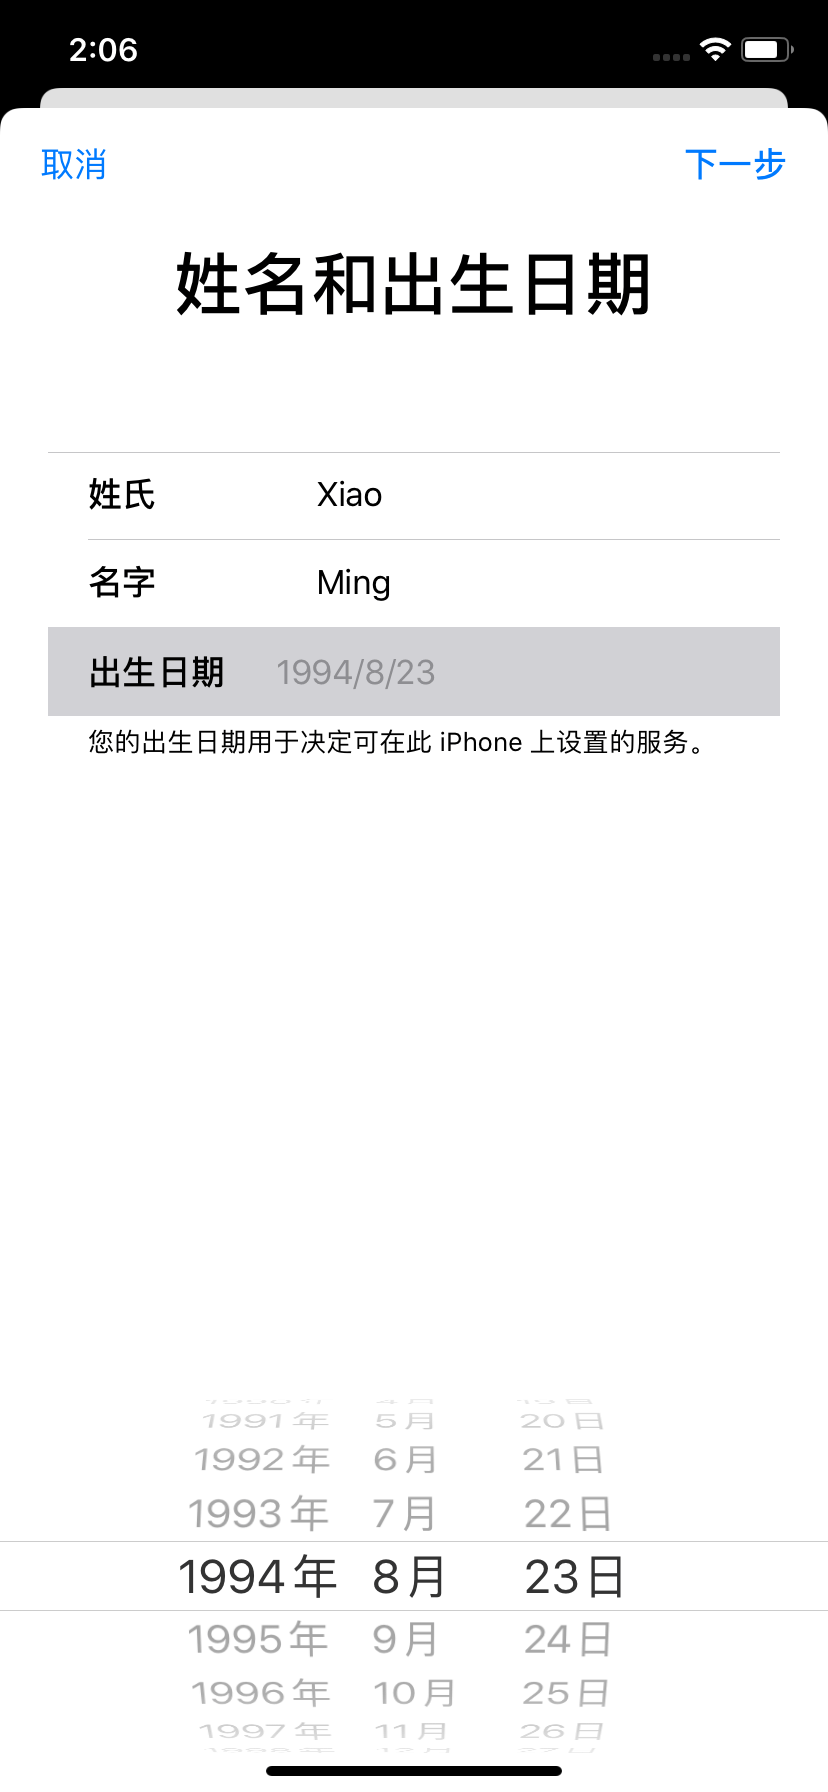 2:06
取消 下一步
姓名和出生日期
姓氏 Xiao
名字 Ming
出生日期 1994/8/23
您的出生日期用于决定可在此 iPhone 上设置的服务。
1991年 5月 20日
1992年 6月 21日
1993年 7月 22日
1994年 8月 23日
1995年 9月 24日
1996年 10月 25日
1997年 11月 26日